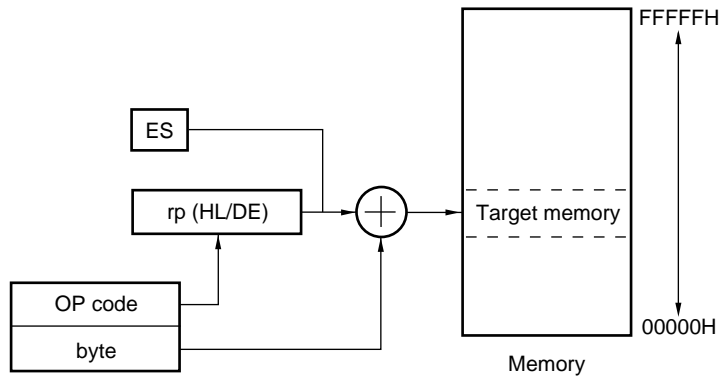 FFFFFH
ES
rp (HL/DE)
Target memory
OP code
byte
00000H
Memory